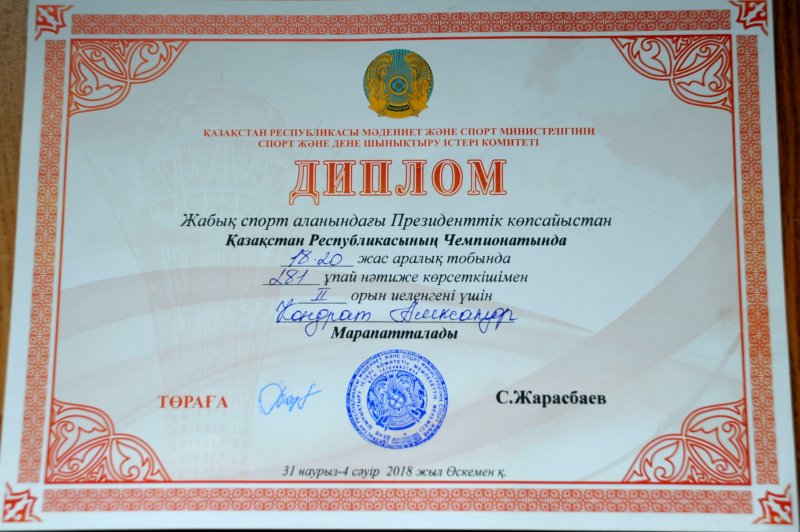 ҚАЗАҚСТАН РЕСПУБЛИКАСЫ МӘДЕНИЕТ ЖӘНЕ СПОРТ МИНИСТРЛІГІНІҢ
СПОРТ ЖӘНЕ ДЕНЕ ШЫНЫҚТЫРУ ІСТЕРІ КОМИТЕТІ
ДИПЛОМ
Жабық спорт аланындағы Президенттік көпсайыстан
Қазақстан Республикасының Чемпионатында
18-20 жас аралық тобында
281 ұпай нәтиже көрсеткішімен
II орын иеленгені үшін
Кондрат Александр
Марапатталады
ТӨРАҒА
С.Жарасбаев
31 наурыз-4 сәуір 2018 жыл Өскемен қ.